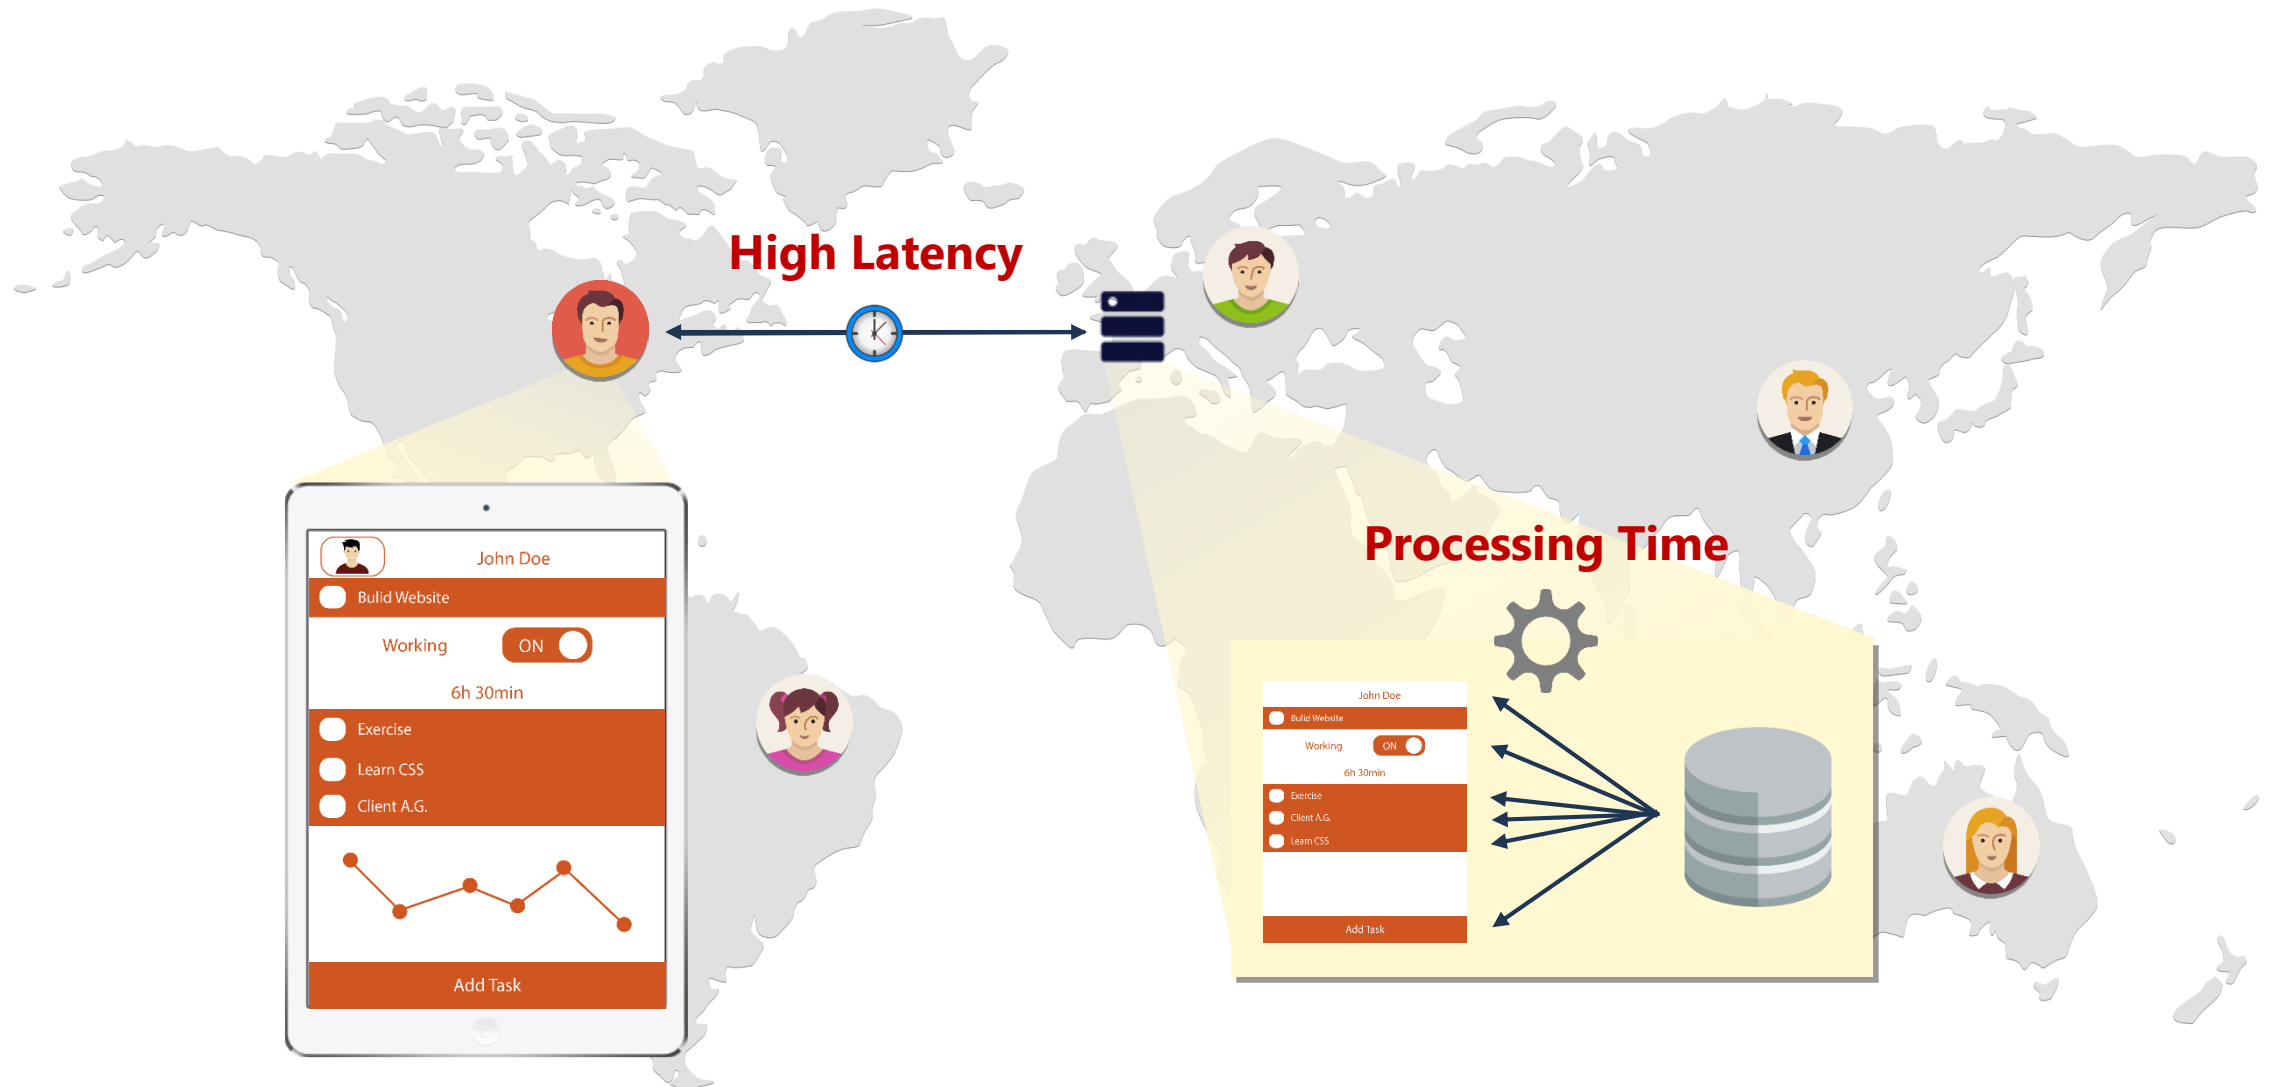 High Latency
Processing Time
John Doe
Bulid Website
Working
ON
6h 30min
Exercise
Learn CSS
Client A.G.
Add Task
John Doe
Bulid Website
Working
ON
6h 30min
Exercise
Client A.G.
Learn CSS
Add Task